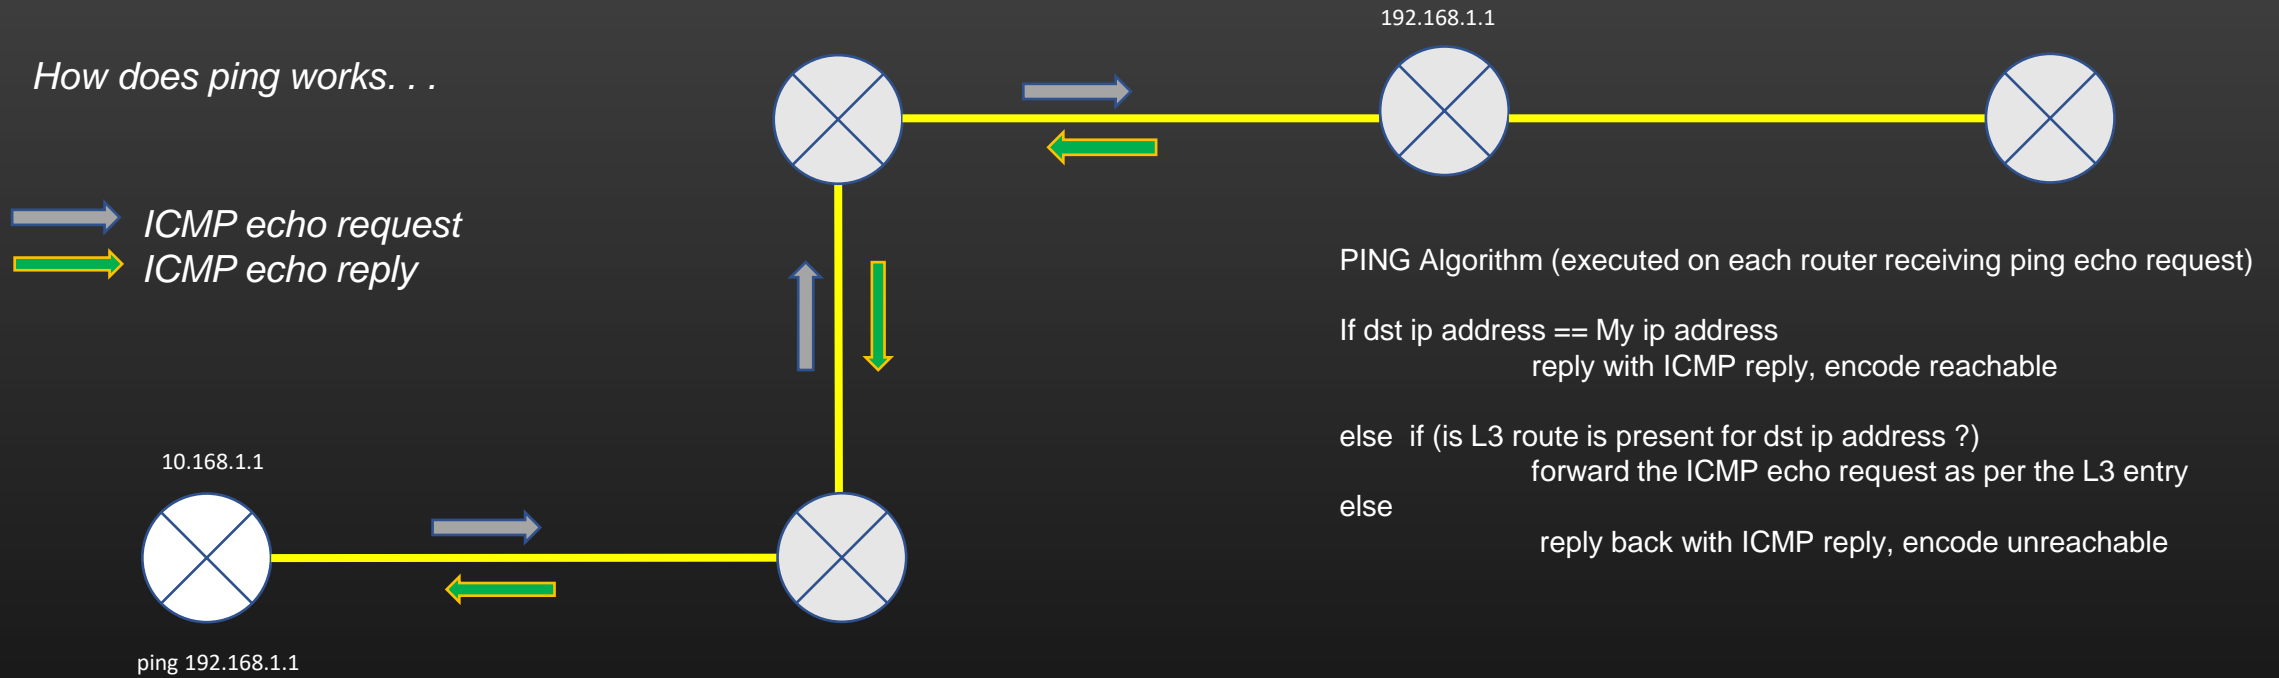 192.168.1.1
How does ping works. . .
ICMP echo request
ICMP echo reply
PING Algorithm (executed on each router receiving ping echo request)
If dst ip address == My ip address
reply with ICMP reply, encode reachable
else if (is L3 route is present for dst ip address ?)
forward the ICMP echo request as per the L3 entry
else
reply back with ICMP reply, encode unreachable
10.168.1.1
ping 192.168.1.1